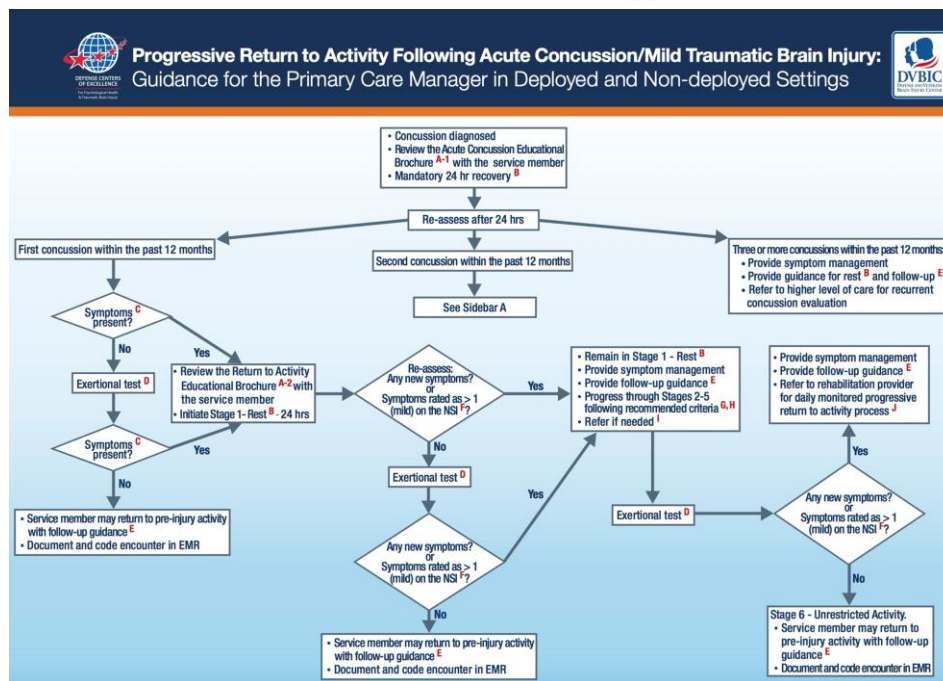 DEFENSE CENTERS
OF EXCELLENCE
For Psychological Health
& Traumatic Brain Injury
Progressive Return to Activity Following Acute Concussion/Mild Traumatic Brain Injury:
Guidance for the Primary Care Manager in Deployed and Non-deployed Settings
DVBIC
DEFENSE AND VETERANS
BRAIN INJURY CENTER
• Concussion diagnosed
• Review the Acute Concussion Educational
Brochure A-1 with the service member
• Mandatory 24 hr recovery B
Re-assess after 24 hrs
First concussion within the past 12 months
Second concussion within the past 12 months
See Sidebar A
Three or more concussions within the past 12 months:
• Provide symptom management
• Provide guidance for rest B and follow-up E
• Refer to higher level of care for recurrent
concussion evaluation
Symptoms C
present?
No
Yes
Exertional test D
Symptoms C
present?
Yes
No
• Service member may return to pre-injury activity
with follow-up guidance E
• Document and code encounter in EMR
• Review the Return to Activity
Educational Brochure A-2 with
the service member
• Initiate Stage 1- Rest B - 24 hrs
Re-assess:
Any new symptoms?
or
Symptoms rated as > 1
(mild) on the NSI F?
Yes
No
Exertional test D
Any new symptoms?
or
Symptoms rated as > 1
(mild) on the NSI F?
Yes
No
• Service member may return to pre-injury activity
with follow-up guidance E
• Document and code encounter in EMR
• Remain in Stage 1 - Rest B
• Provide symptom management
• Provide follow-up guidance E
• Progress through Stages 2-5
following recommended criteria G, H
• Refer if needed I
Exertional test D
Any new symptoms?
or
Symptoms rated as > 1
(mild) on the NSI F?
Yes
• Provide symptom management
• Provide follow-up guidance E
• Refer to rehabilitation provider
for daily monitored progressive
return to activity process J
No
Stage 6 - Unrestricted Activity.
• Service member may return to
pre-injury activity with follow-up
guidance E
• Document and code encounter in EMR